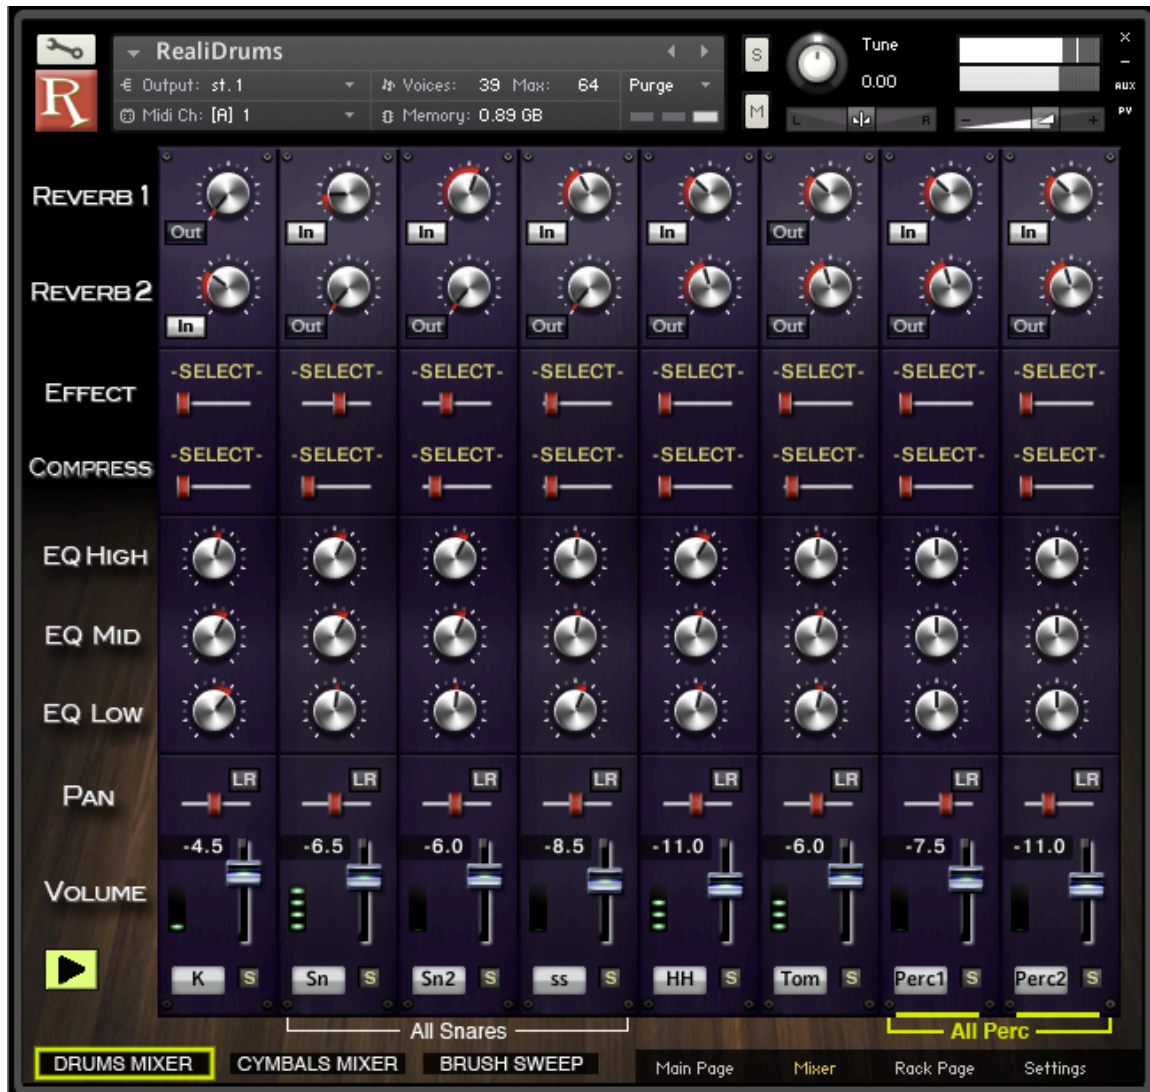 RealiDrums
S
Tune
0.00
×
–
AUX
PV
R
Output: st.1
Voices: 39 Max: 64
Purge
Midi Ch: [A] 1
Memory: 0.89 GB
M
L R
- +
REVERB 1
Out In In In In Out In In
REVERB 2
In Out Out Out Out Out Out Out
EFFECT
-SELECT- -SELECT- -SELECT- -SELECT- -SELECT- -SELECT- -SELECT- -SELECT-
COMPRESS
-SELECT- -SELECT- -SELECT- -SELECT- -SELECT- -SELECT- -SELECT- -SELECT-
EQ HIGH
EQ MID
EQ LOW
PAN
LR LR LR LR LR LR LR LR
-4.5 -6.5 -6.0 -8.5 -11.0 -6.0 -7.5 -11.0
VOLUME
K S Sn S Sn2 S ss S HH S Tom S Perc1 S Perc2 S
All Snares All Perc
DRUMS MIXER CYMBALS MIXER BRUSH SWEEP Main Page Mixer Rack Page Settings